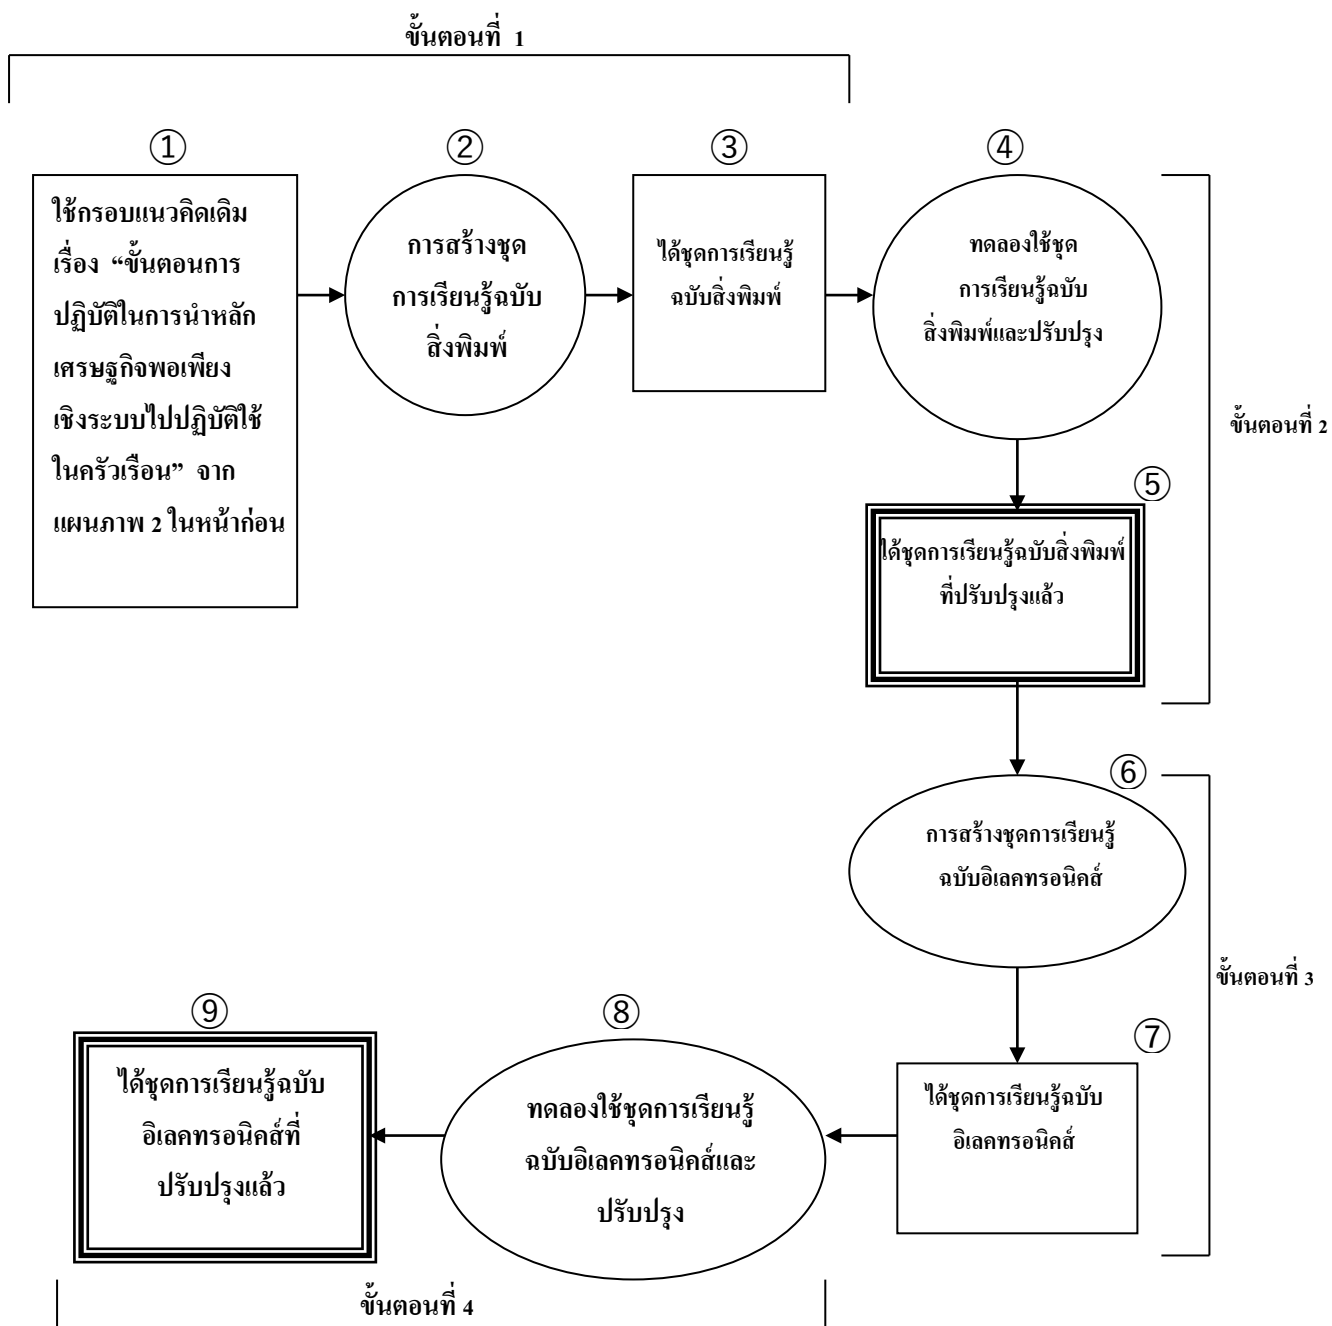 ขั้นตอนที่ 1
①
ใช้กรอบแนวคิดเดิม
เรื่อง “ขั้นตอนการ
ปฏิบัติในการนำหลัก
เศรษฐกิจพอเพียง
เชิงระบบไปปฏิบัติใช้
ในครัวเรือน” จาก
แผนภาพ 2 ในหน้าก่อน
②
การสร้างชุด
การเรียนรู้ฉบับ
สิ่งพิมพ์
③
ได้ชุดการเรียนรู้
ฉบับสิ่งพิมพ์
④
ทดลองใช้ชุด
การเรียนรู้ฉบับ
สิ่งพิมพ์และปรับปรุง
ขั้นตอนที่ 2
⑤
ได้ชุดการเรียนรู้ฉบับสิ่งพิมพ์
ที่ปรับปรุงแล้ว
⑥
การสร้างชุดการเรียนรู้
ฉบับอิเลคทรอนิคส์
ขั้นตอนที่ 3
⑦
ได้ชุดการเรียนรู้ฉบับ
อิเลคทรอนิคส์
⑧
ทดลองใช้ชุดการเรียนรู้
ฉบับอิเลคทรอนิคส์และ
ปรับปรุง
⑨
ได้ชุดการเรียนรู้ฉบับ
อิเลคทรอนิคส์ที่
ปรับปรุงแล้ว
ขั้นตอนที่ 4